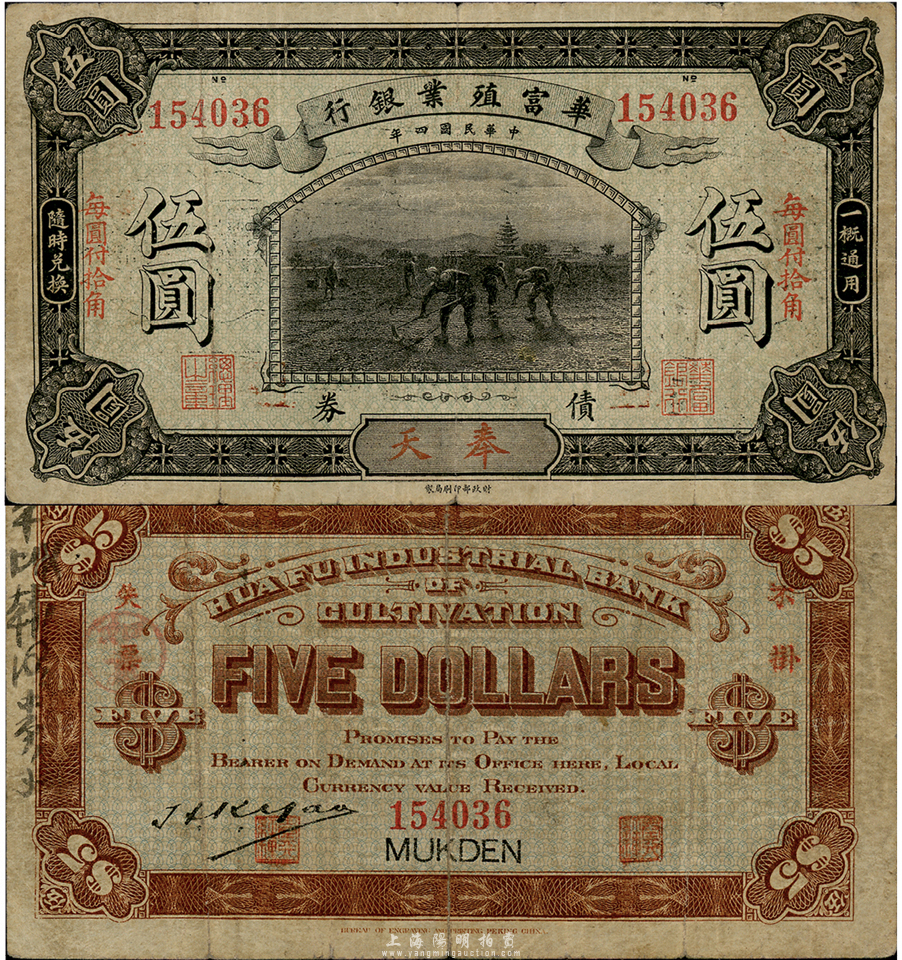 伍圓
伍圓
Nº
Nº
154036
154036
華富殖業銀行
中華民國四年
隨時兌換
一概通用
每圓付拾角
每圓付拾角
伍圓
伍圓
債券
奉天
伍圓
伍圓
財政部印刷局製
$5
$5
HUA FU INDUSTRIAL BANK
OF
CULTIVATION
失票
不掛
FIVE DOLLARS
$
FIVE
$
FIVE
PROMISES TO PAY THE
BEARER ON DEMAND AT ITS OFFICE HERE, LOCAL
CURRENCY VALUE RECEIVED.
154036
MUKDEN
$5
$5
BUREAU OF ENGRAVING AND PRINTING PEKING CHINA
上海陽明拍賣
www.yangmingauction.com